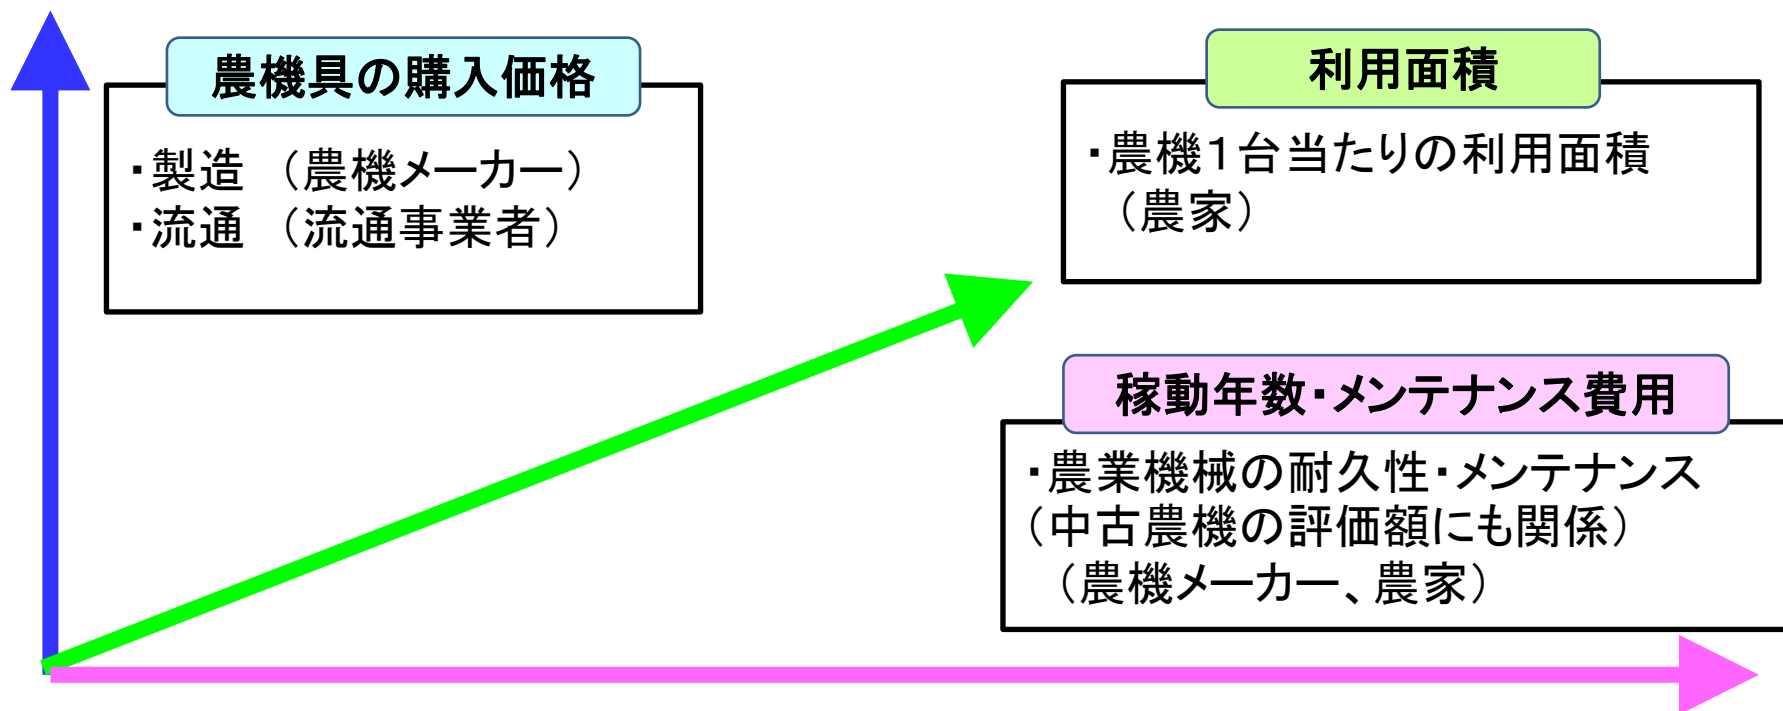 農機具の購入価格
・製造　（農機メーカー）
・流通　（流通事業者）
利用面積
・農機１台当たりの利用面積
（農家）
稼動年数・メンテナンス費用
・農業機械の耐久性・メンテナンス
（中古農機の評価額にも関係）
（農機メーカー、農家）